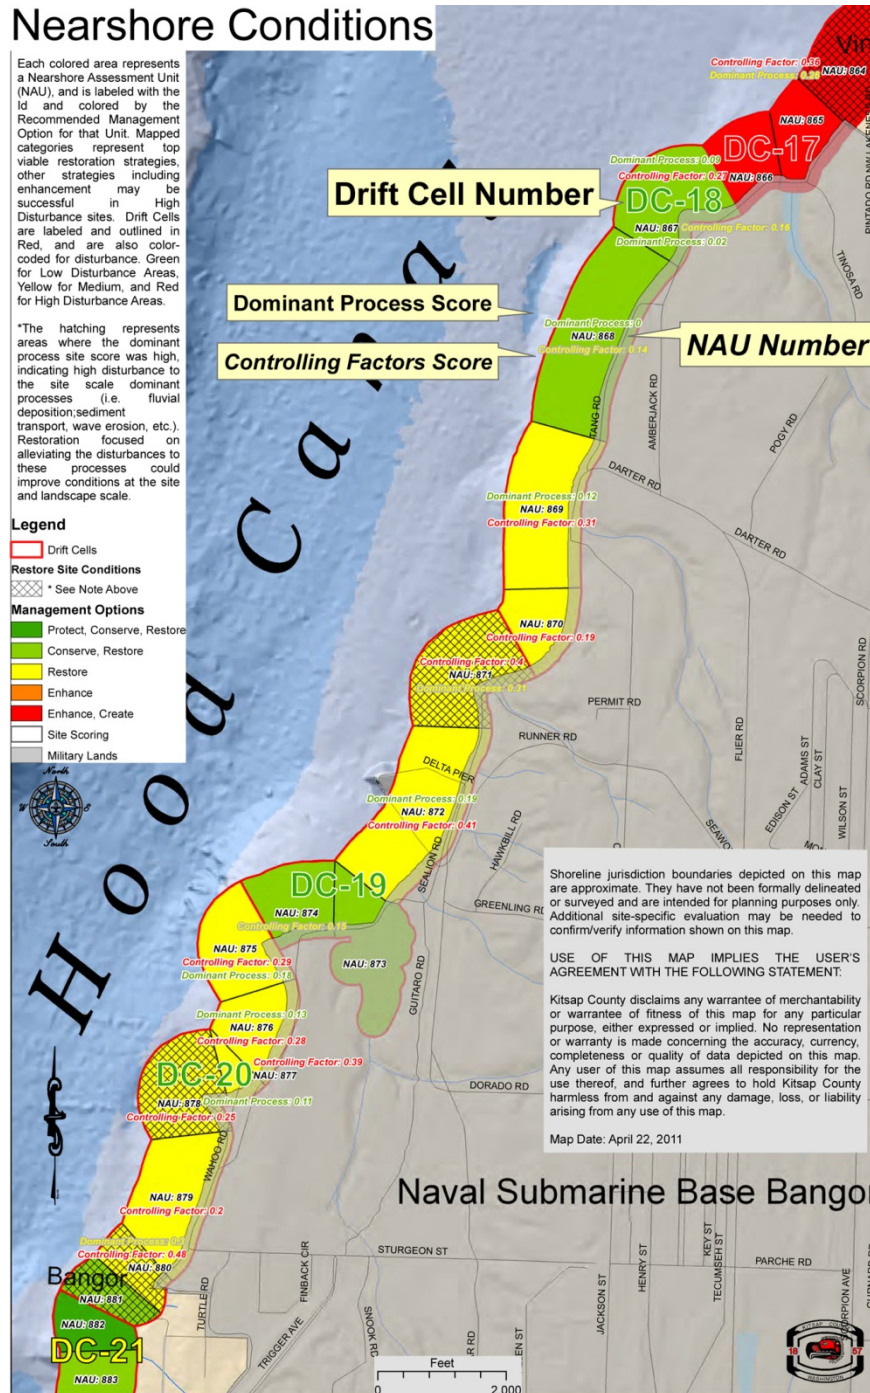 Nearshore Conditions
Each colored area represents
a Nearshore Assessment Unit
(NAU), and is labeled with the
Id and colored by the
Recommended Management
Option for that Unit. Mapped
categories represent top
viable restoration strategies,
other strategies including
enhancement may be
successful in High
Disturbance sites. Drift Cells
are labeled and outlined in
Red, and are also color-
coded for disturbance. Green
for Low Disturbance Areas,
Yellow for Medium, and Red
for High Disturbance Areas.
*The hatching represents
areas where the dominant
process site score was high,
indicating high disturbance to
the site scale dominant
processes (i.e. fluvial
deposition;sediment
transport, wave erosion, etc.).
Restoration focused on
alleviating the disturbances to
these processes could
improve conditions at the site
and landscape scale.
Legend
Drift Cells
Restore Site Conditions
* See Note Above
Management Options
Protect, Conserve, Restore
Conserve, Restore
Restore
Enhance
Enhance, Create
Site Scoring
Military Lands
North
W
S
South
Hood Canal
Vin
Controlling Factor: 0.36
NAU: 864
NAU: 865
DC-17
NAU: 866
PINTADO RD NW
Dominant Process: 0.09
Controlling Factor: 0.27
Drift Cell Number
DC-18
NAU: 867
Controlling Factor: 0.16
Dominant Process: 0.02
TINOSA RD
Dominant Process Score
Dominant Process: 0
NAU: 868
Controlling Factor: 0.14
Controlling Factors Score
NAU Number
TANG RD
AMBERJACK RD
POGY RD
DARTER RD
DARTER RD
Dominant Process: 0.12
NAU: 869
Controlling Factor: 0.31
NAU: 870
Controlling Factor: 0.19
Controlling Factor: 0.4
NAU: 871
Dominant Process: 0.31
SCORPION RD
PERMIT RD
RUNNER RD
FLIER RD
ADAMS ST
CLAY ST
EDISON ST
WILSON ST
DELTA PIER
Dominant Process: 0.19
NAU: 872
Controlling Factor: 0.41
SEALION RD
HAWKBILL RD
SEAWO
DC-19
NAU: 874
Controlling Factor: 0.15
GREENLING RD
NAU: 875
Controlling Factor: 0.29
Dominant Process: 0.18
NAU: 873
GUITARO RD
Dominant Process: 0.13
NAU: 876
Controlling Factor: 0.28
Controlling Factor: 0.39
NAU: 877
DC-20
NAU: 878
Dominant Process: 0.11
Controlling Factor: 0.25
DORADO RD
WAHOO RD
NAU: 879
Controlling Factor: 0.2
Controlling Factor: 0.48
NAU: 880
Bangor
NAU: 881
NAU: 882
DC-21
NAU: 883
Shoreline jurisdiction boundaries depicted on this map
are approximate. They have not been formally delineated
or surveyed and are intended for planning purposes only.
Additional site-specific evaluation may be needed to
confirm/verify information shown on this map.
USE OF THIS MAP IMPLIES THE USER'S
AGREEMENT WITH THE FOLLOWING STATEMENT:
Kitsap County disclaims any warrantee of merchantability
or warrantee of fitness of this map for any particular
purpose, either expressed or implied. No representation
or warranty is made concerning the accuracy, currency,
completeness or quality of data depicted on this map.
Any user of this map assumes all responsibility for the
use thereof, and further agrees to hold Kitsap County
harmless from and against any damage, loss, or liability
arising from any use of this map.
Map Date: April 22, 2011
Naval Submarine Base Bangor
STURGEON ST
FINBACK CIR
TURTLE RD
TRIGGER AVE
SNOOK RD
JACKSON ST
HENRY ST
KEY ST
TECUMSEH ST
PARCHE RD
Feet
0 2,000
KITSAP COUNTY
18 57
WASHINGTON